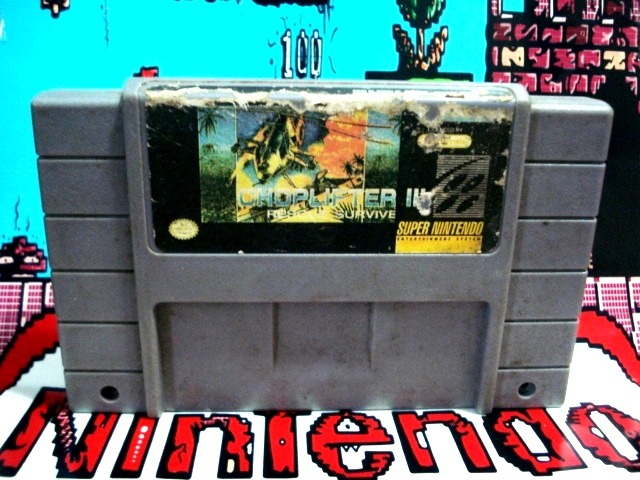 100
CHOPLIFTER III
RESCUE SURVIVE
SUPER NINTENDO
ENTERTAINMENT SYSTEM
Nintendo